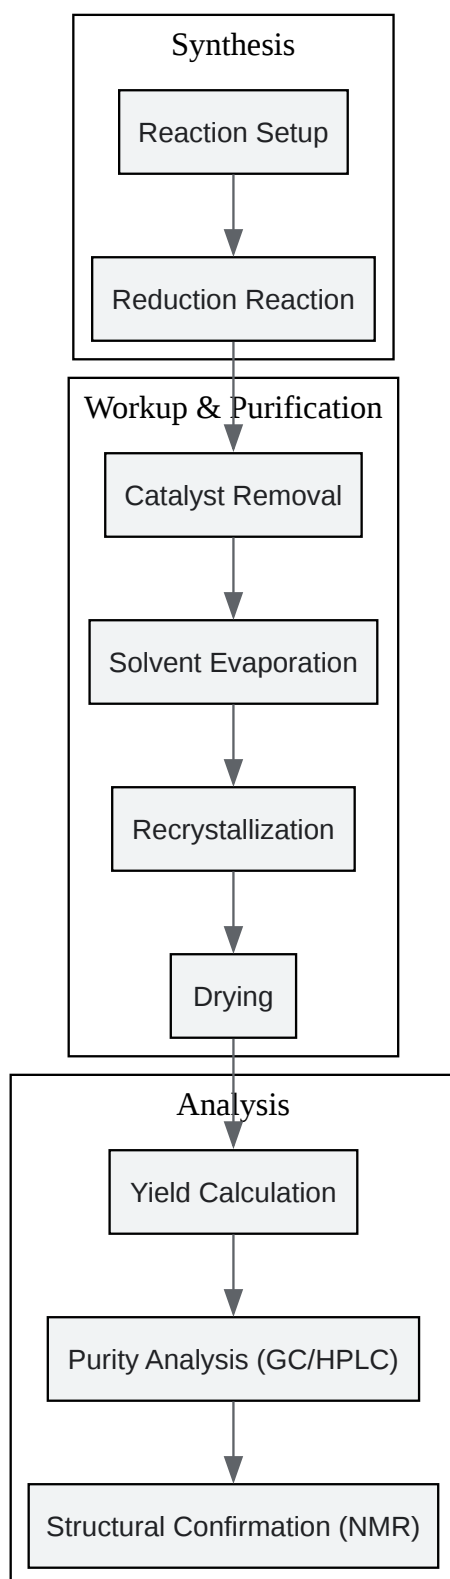 Synthesis
Reaction Setup
Reduction Reaction
Workup & Purification
Catalyst Removal
Solvent Evaporation
Recrystallization
Drying
Analysis
Yield Calculation
Purity Analysis (GC/HPLC)
Structural Confirmation (NMR)